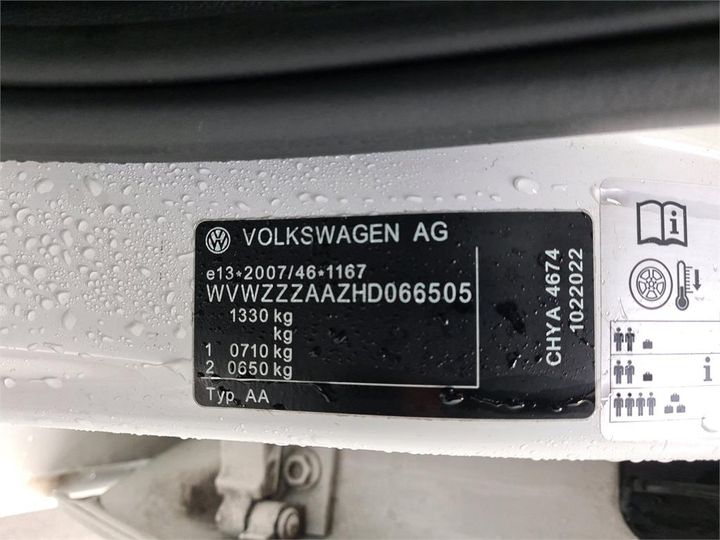 VOLKSWAGEN AG
e13*2007/46*1167
WVWZZZAAZHD066505
1330 kg
kg
1 0710 kg
2 0650 kg
Typ AA
CHYA 4674
1022022
i
i